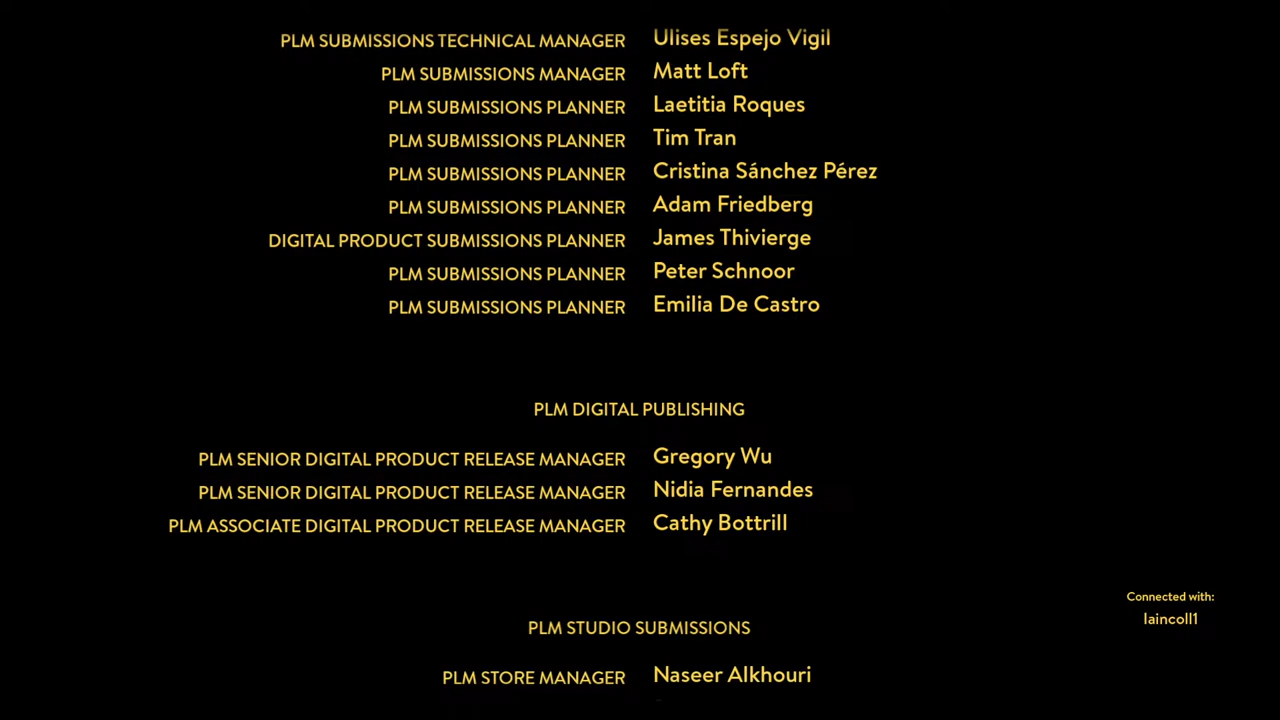 PLM SUBMISSIONS TECHNICAL MANAGER Ulises Espejo Vigil
PLM SUBMISSIONS MANAGER Matt Loft
PLM SUBMISSIONS PLANNER Laetitia Roques
PLM SUBMISSIONS PLANNER Tim Tran
PLM SUBMISSIONS PLANNER Cristina Sánchez Pérez
PLM SUBMISSIONS PLANNER Adam Friedberg
DIGITAL PRODUCT SUBMISSIONS PLANNER James Thivierge
PLM SUBMISSIONS PLANNER Peter Schnoor
PLM SUBMISSIONS PLANNER Emilia De Castro
PLM DIGITAL PUBLISHING
PLM SENIOR DIGITAL PRODUCT RELEASE MANAGER Gregory Wu
PLM SENIOR DIGITAL PRODUCT RELEASE MANAGER Nidia Fernandes
PLM ASSOCIATE DIGITAL PRODUCT RELEASE MANAGER Cathy Bottrill
Connected with:
Iaincoll1
PLM STUDIO SUBMISSIONS
PLM STORE MANAGER Naseer Alkhouri